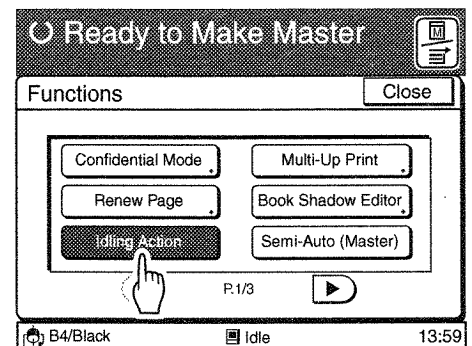 Ready to Make Master
M
Functions
Close
Confidential Mode
Multi-Up Print
Renew Page
Book Shadow Editor
Idling Action
Semi-Auto (Master)
P.1/3
B4/Black
Idle
13:59